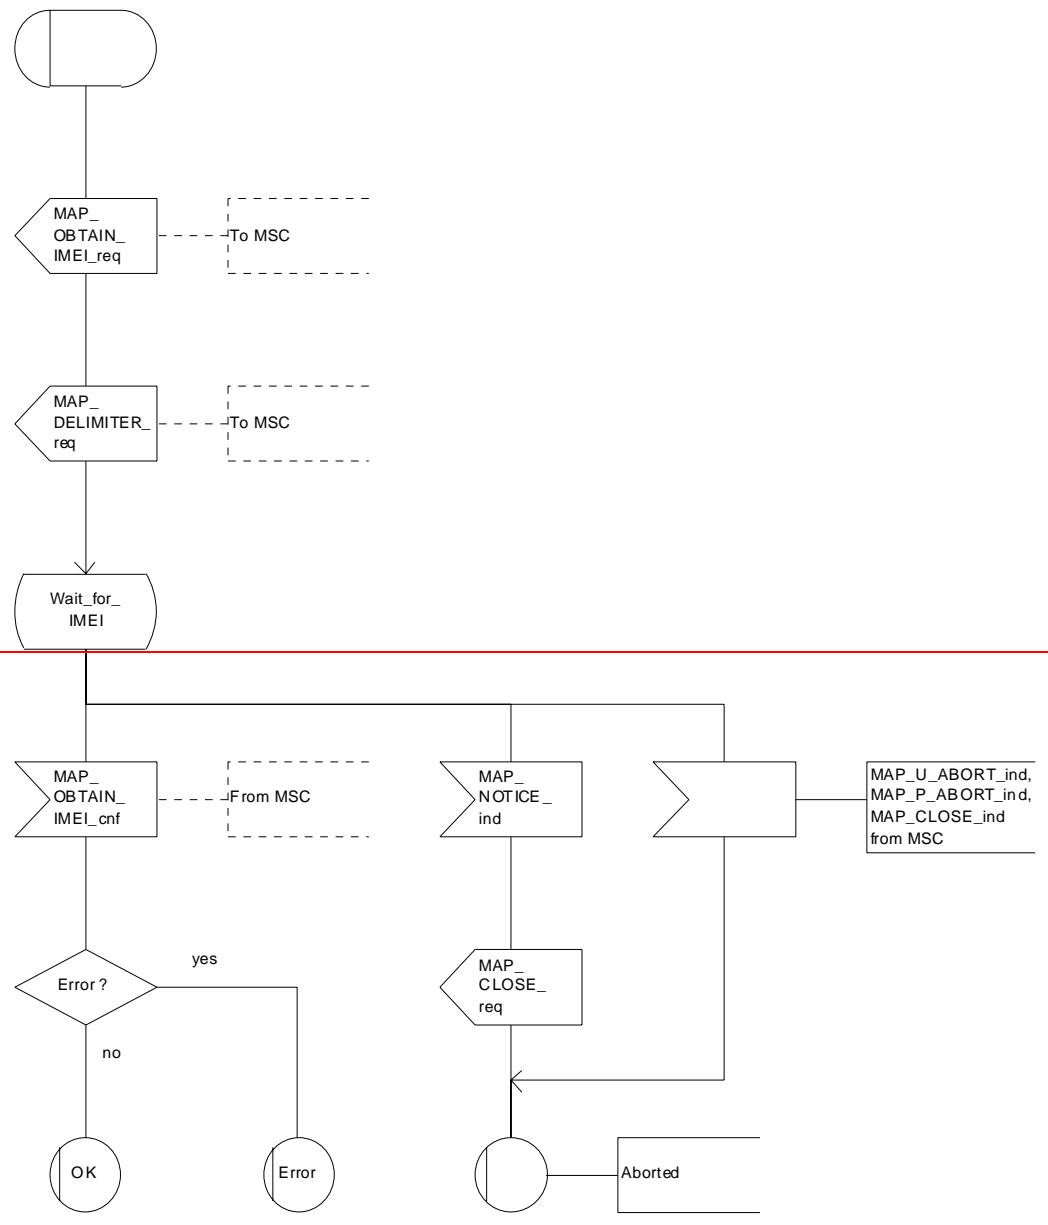 MAP_
OBTAIN_
IMEI_req
To MSC
MAP_
DELIMITER_
req
To MSC
Wait_for_
IMEI
MAP_
OBTAIN_
IMEI_cnf
From MSC
MAP_
NOTICE_
ind
MAP_U_ABORT_ind,
MAP_P_ABORT_ind,
MAP_CLOSE_ind
from MSC
Error ?
yes
no
MAP_
CLOSE_
req
OK
Error
Aborted